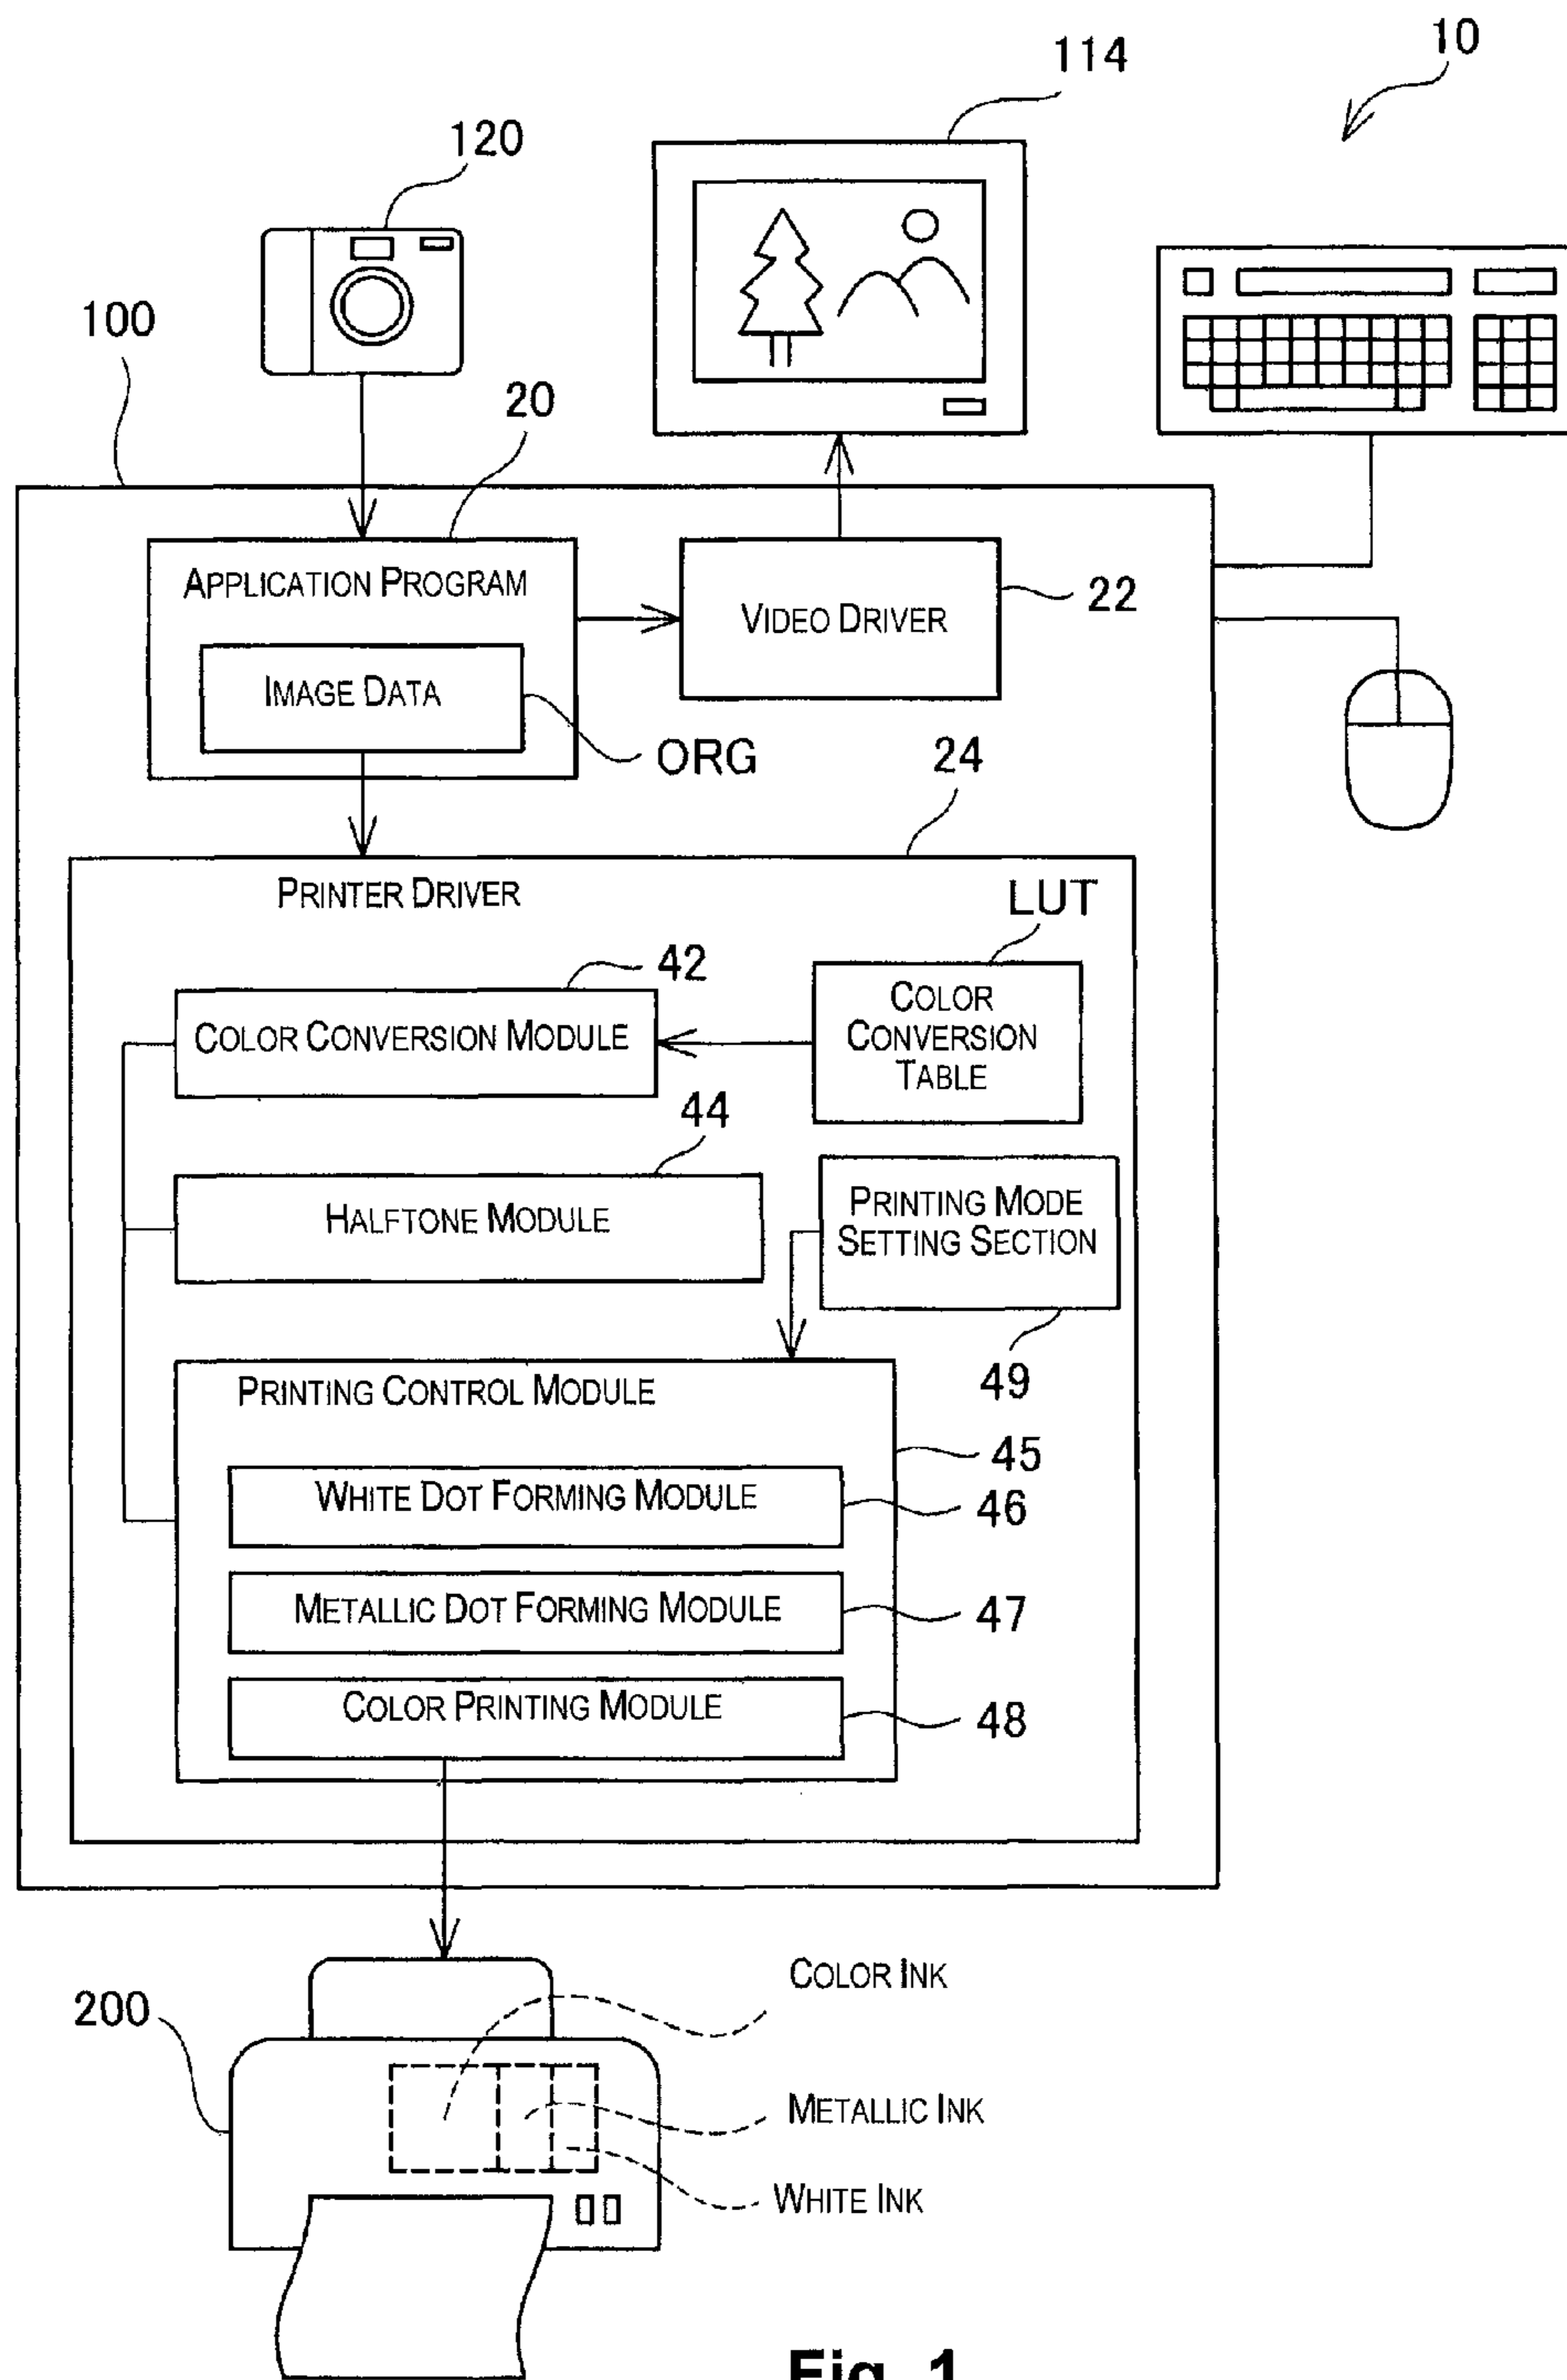 10
114
120
100
20
APPLICATION PROGRAM
VIDEO DRIVER
22
IMAGE DATA
ORG
24
PRINTER DRIVER
LUT
42
COLOR CONVERSION MODULE
COLOR
CONVERSION
TABLE
44
HALFTONE MODULE
PRINTING MODE
SETTING SECTION
49
PRINTING CONTROL MODULE
45
WHITE DOT FORMING MODULE
46
METALLIC DOT FORMING MODULE
47
COLOR PRINTING MODULE
48
COLOR INK
200
METALLIC INK
WHITE INK
Fig. 1